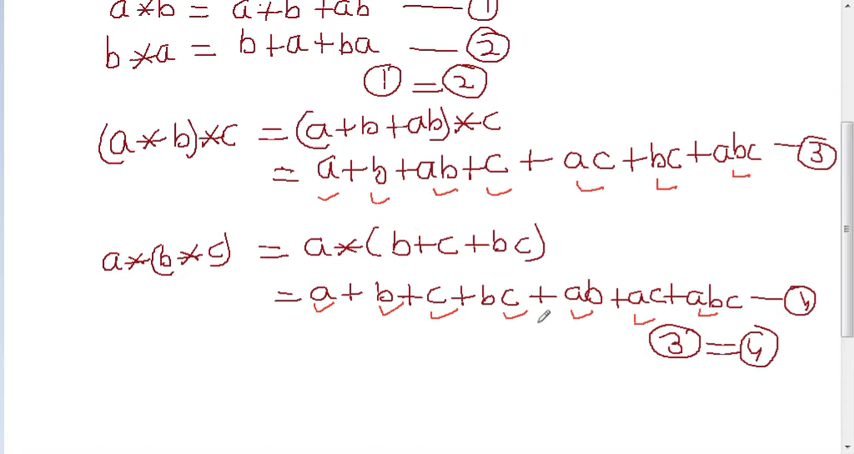 a*b = a+b+ab —— ①
b*a = b+a+ba —— ②
① = ②
(a*b)*c = (a+b+ab)*c
= a+b+ab+c + ac+bc+abc — ③
a*(b*c) = a*(b+c+bc)
= a+b+c+bc+ab+ac+abc — ④
③ = ④